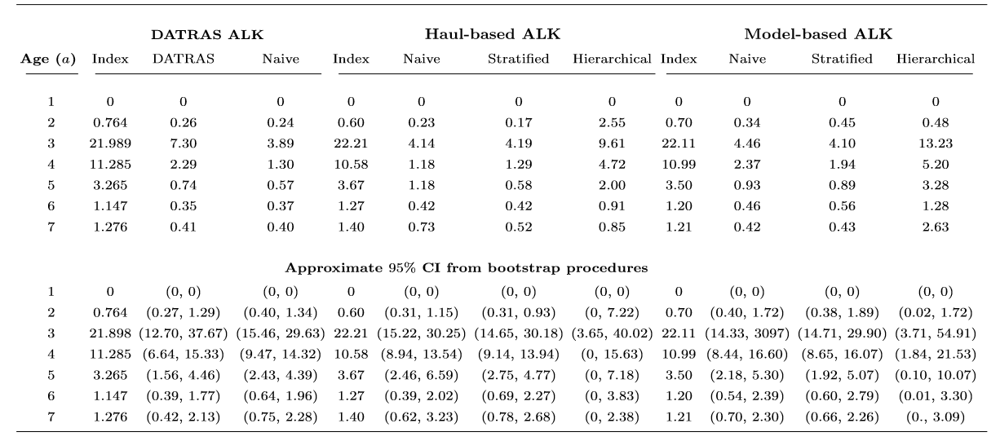 DATRAS ALK Haul-based ALK Model-based ALK
Age (a) Index DATRAS Naive Index Naive Stratified Hierarchical Index Naive Stratified Hierarchical
1 0 0 0 0 0 0 0 0 0 0 0
2 0.764 0.26 0.24 0.60 0.23 0.17 2.55 0.70 0.34 0.45 0.48
3 21.989 7.30 3.89 22.21 4.14 4.19 9.61 22.11 4.46 4.10 13.23
4 11.285 2.29 1.30 10.58 1.18 1.29 4.72 10.99 2.37 1.94 5.20
5 3.265 0.74 0.57 3.67 1.18 0.58 2.00 3.50 0.93 0.89 3.28
6 1.147 0.35 0.37 1.27 0.42 0.42 0.91 1.20 0.46 0.56 1.28
7 1.276 0.41 0.40 1.40 0.73 0.52 0.85 1.21 0.42 0.43 2.63
Approximate 95% CI from bootstrap procedures
1 0 (0, 0) (0, 0) 0 (0, 0) (0, 0) (0, 0) 0 (0, 0) (0, 0) (0, 0)
2 0.764 (0.27, 1.29) (0.40, 1.34) 0.60 (0.31, 1.15) (0.31, 0.93) (0, 7.22) 0.70 (0.40, 1.72) (0.38, 1.89) (0.02, 1.72)
3 21.898 (12.70, 37.67) (15.46, 29.63) 22.21 (15.22, 30.25) (14.65, 30.18) (3.65, 40.02) 22.11 (14.33, 3097) (14.71, 29.90) (3.71, 54.91)
4 11.285 (6.64, 15.33) (9.47, 14.32) 10.58 (8.94, 13.54) (9.14, 13.94) (0, 15.63) 10.99 (8.44, 16.60) (8.65, 16.07) (1.84, 21.53)
5 3.265 (1.56, 4.46) (2.43, 4.39) 3.67 (2.46, 6.59) (2.75, 4.77) (0, 7.18) 3.50 (2.18, 5.30) (1.92, 5.07) (0.10, 10.07)
6 1.147 (0.39, 1.77) (0.64, 1.96) 1.27 (0.39, 2.02) (0.69, 2.27) (0, 3.83) 1.20 (0.54, 2.39) (0.60, 2.79) (0.01, 3.30)
7 1.276 (0.42, 2.13) (0.75, 2.28) 1.40 (0.62, 3.23) (0.78, 2.68) (0, 2.38) 1.21 (0.70, 2.30) (0.66, 2.26) (0., 3.09)